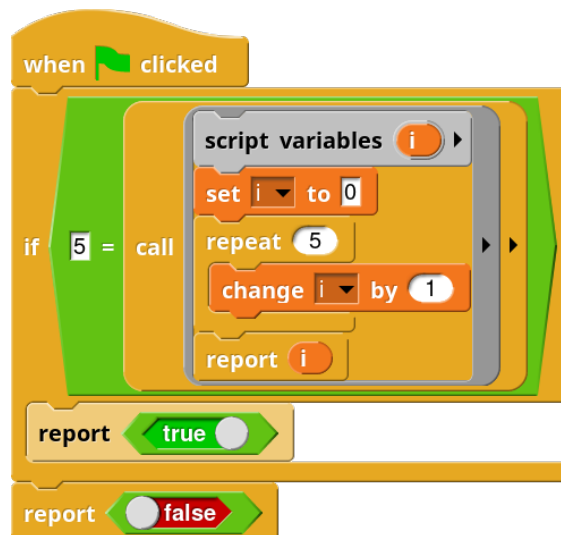 when clicked
script variables i
set i to 0
if 5 = call repeat 5
change i by 1
report i
report true
report false